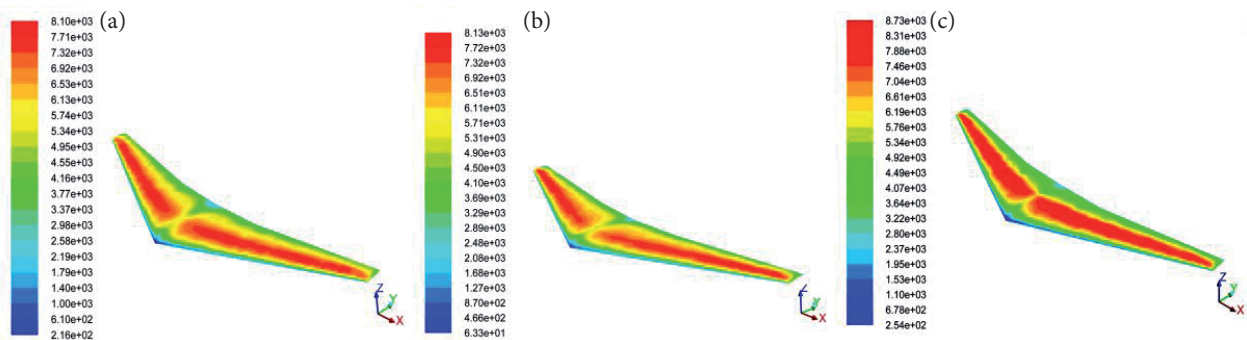 (a)
8.10e+03
7.71e+03
7.32e+03
6.92e+03
6.53e+03
6.13e+03
5.74e+03
5.34e+03
4.95e+03
4.55e+03
4.16e+03
3.77e+03
3.37e+03
2.98e+03
2.58e+03
2.19e+03
1.79e+03
1.40e+03
1.00e+03
6.10e+02
2.16e+02
Z
Y
X
(b)
8.13e+03
7.72e+03
7.32e+03
6.92e+03
6.51e+03
6.11e+03
5.71e+03
5.31e+03
4.90e+03
4.50e+03
4.10e+03
3.69e+03
3.29e+03
2.89e+03
2.48e+03
2.08e+03
1.68e+03
1.27e+03
8.70e+02
4.66e+02
6.33e+01
Z
Y
X
(c)
8.73e+03
8.31e+03
7.88e+03
7.46e+03
7.04e+03
6.61e+03
6.19e+03
5.76e+03
5.34e+03
4.92e+03
4.49e+03
4.07e+03
3.64e+03
3.22e+03
2.80e+03
2.37e+03
1.95e+03
1.53e+03
1.10e+03
6.78e+02
2.54e+02
Z
Y
X